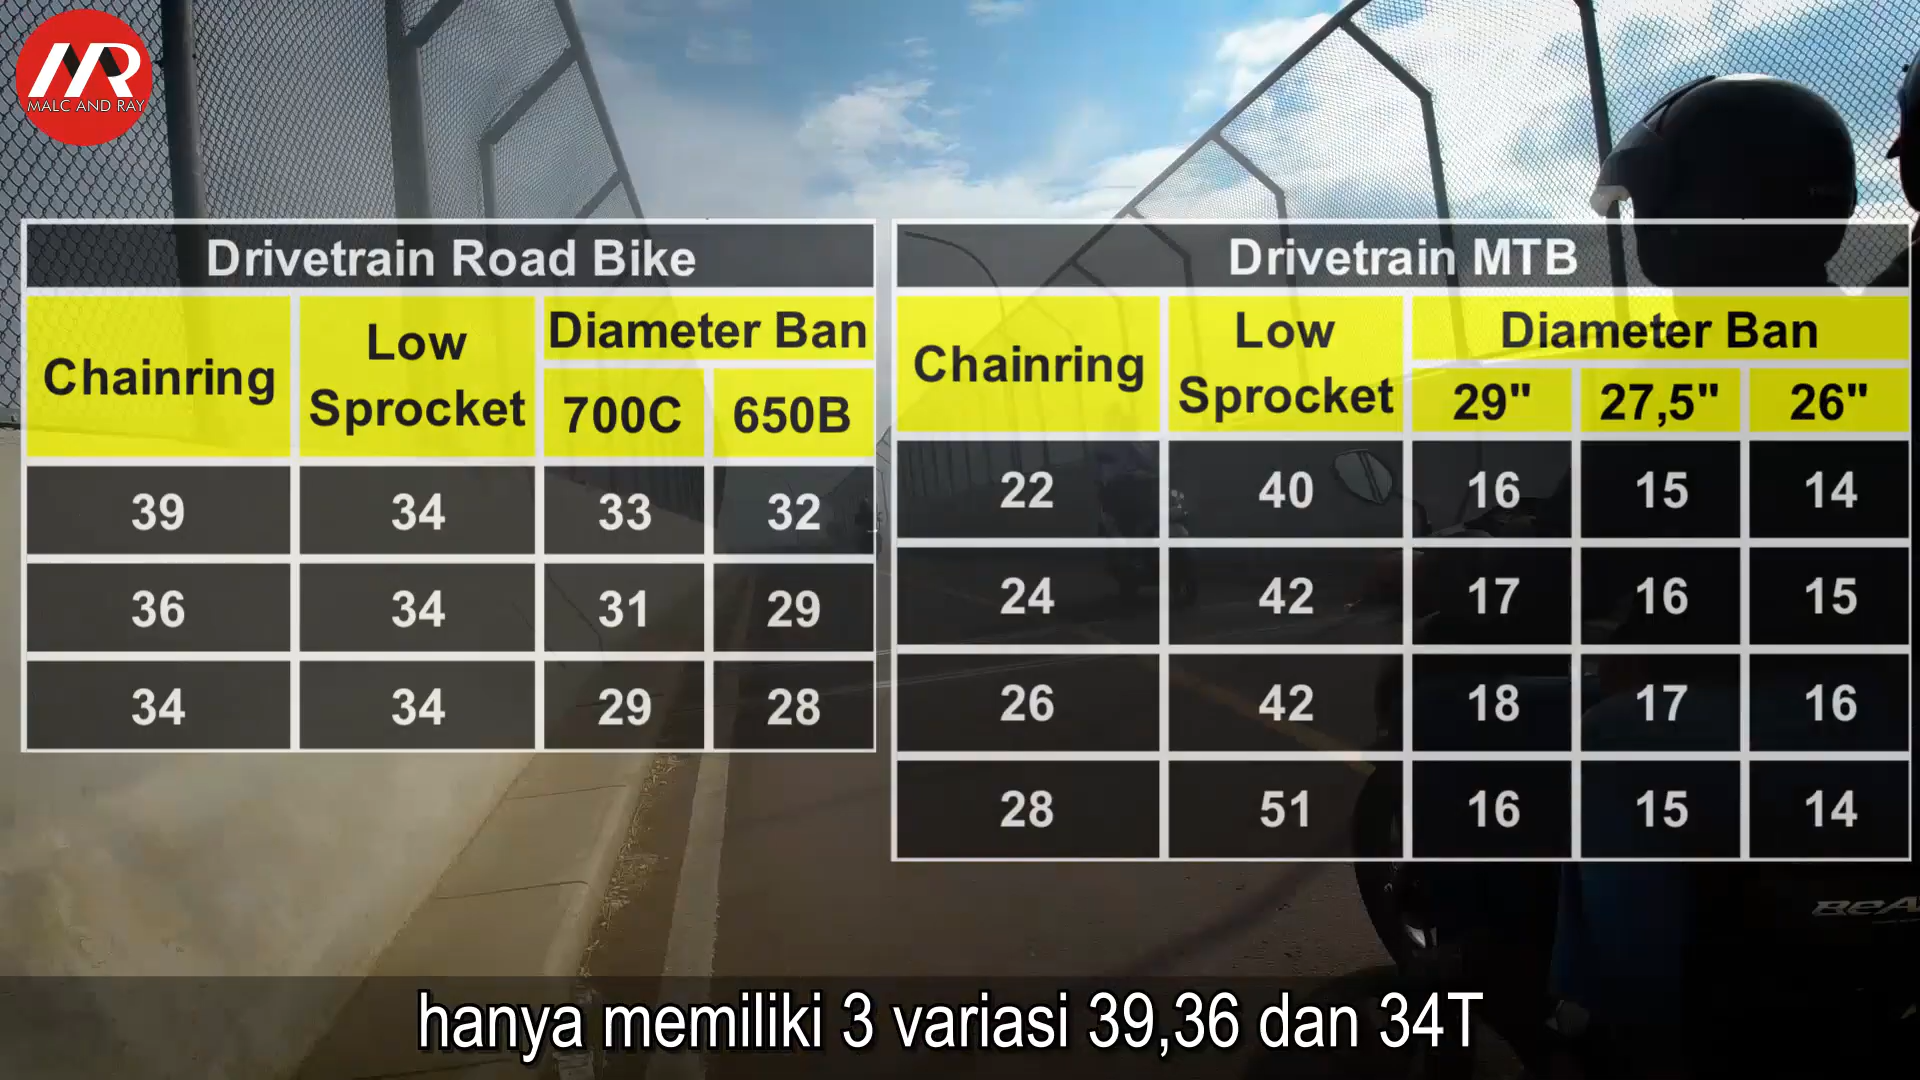 MR
MALC AND RAY
Drivetrain Road Bike
Chainring
Low
Sprocket
Diameter Ban
700C 650B
39 34 33 32
36 34 31 29
34 34 29 28
Drivetrain MTB
Chainring
Low
Sprocket
Diameter Ban
29" 27,5" 26"
22 40 16 15 14
24 42 17 16 15
26 42 18 17 16
28 51 16 15 14
BeA
hanya memiliki 3 variasi 39,36 dan 34T